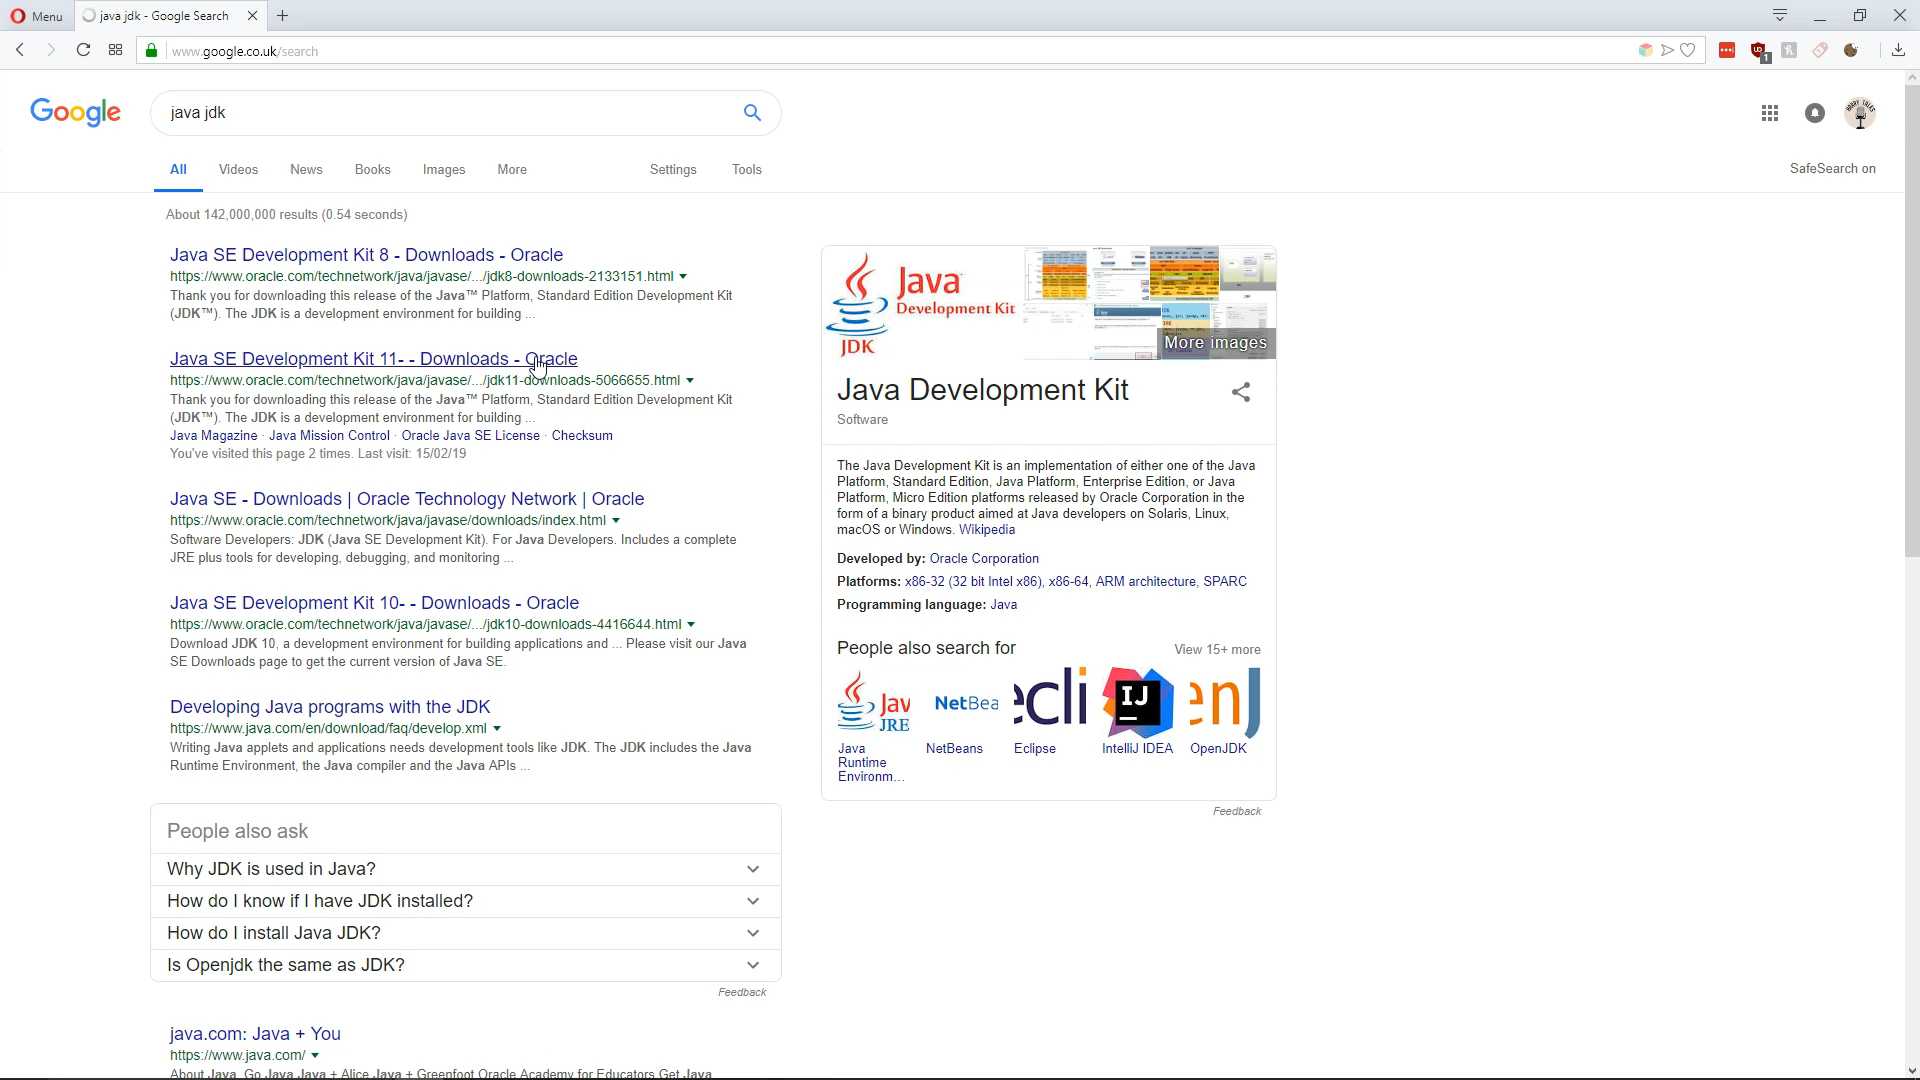 Menu
java jdk - Google Search
www.google.co.uk/search
1
Google
java jdk
All Videos News Books Images More Settings Tools
SafeSearch on
About 142,000,000 results (0.54 seconds)
Java SE Development Kit 8 - Downloads - Oracle
https://www.oracle.com/technetwork/java/javase/.../jdk8-downloads-2133151.html
Thank you for downloading this release of the Java™ Platform, Standard Edition Development Kit
(JDK™). The JDK is a development environment for building ...
Java SE Development Kit 11- - Downloads - Oracle
https://www.oracle.com/technetwork/java/javase/.../jdk11-downloads-5066655.html
Thank you for downloading this release of the Java™ Platform, Standard Edition Development Kit
(JDK™). The JDK is a development environment for building ...
Java Magazine · Java Mission Control · Oracle Java SE License · Checksum
You've visited this page 2 times. Last visit: 15/02/19
Java SE - Downloads | Oracle Technology Network | Oracle
https://www.oracle.com/technetwork/java/javase/downloads/index.html
Software Developers: JDK (Java SE Development Kit). For Java Developers. Includes a complete
JRE plus tools for developing, debugging, and monitoring ...
Java SE Development Kit 10- - Downloads - Oracle
https://www.oracle.com/technetwork/java/javase/.../jdk10-downloads-4416644.html
Download JDK 10, a development environment for building applications and ... Please visit our Java
SE Downloads page to get the current version of Java SE.
Developing Java programs with the JDK
https://www.java.com/en/download/faq/develop.xml
Writing Java applets and applications needs development tools like JDK. The JDK includes the Java
Runtime Environment, the Java compiler and the Java APIs ...
People also ask
Why JDK is used in Java?
How do I know if I have JDK installed?
How do I install Java JDK?
Is Openjdk the same as JDK?
Feedback
java.com: Java + You
https://www.java.com/
About Java. Go Java Java + Alice Java + Greenfoot Oracle Academy for Educators Get Java
Java
Development Kit
JDK
More images
Java Development Kit
Software
The Java Development Kit is an implementation of either one of the Java
Platform, Standard Edition, Java Platform, Enterprise Edition, or Java
Platform, Micro Edition platforms released by Oracle Corporation in the
form of a binary product aimed at Java developers on Solaris, Linux,
macOS or Windows. Wikipedia
Developed by: Oracle Corporation
Platforms: x86-32 (32 bit Intel x86), x86-64, ARM architecture, SPARC
Programming language: Java
People also search for
View 15+ more
Jav
JRE
NetBea
ecli
IJ
enJ
Java
Runtime
Environm...
NetBeans
Eclipse
IntelliJ IDEA
OpenJDK
Feedback